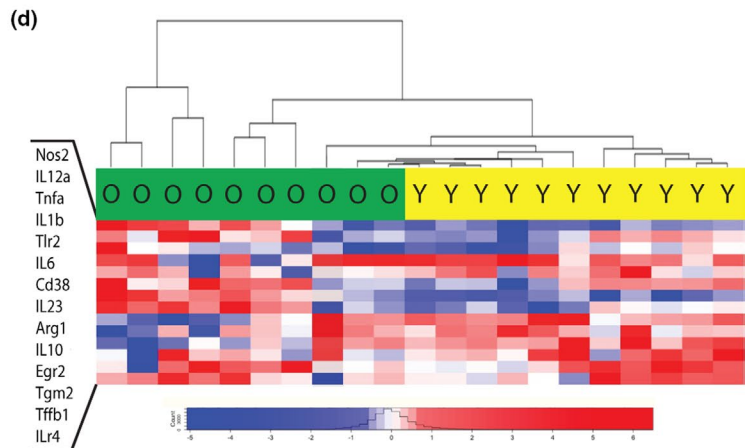 (d)
O O O O O O O O O O Y Y Y Y Y Y Y Y Y Y Y
Nos2
IL12a
Tnfa
IL1b
Tlr2
IL6
Cd38
IL23
Arg1
IL10
Egr2
Tgm2
Tffb1
ILr4
Count
-5 -4 -3 -2 -1 0 1 2 3 4 5 6